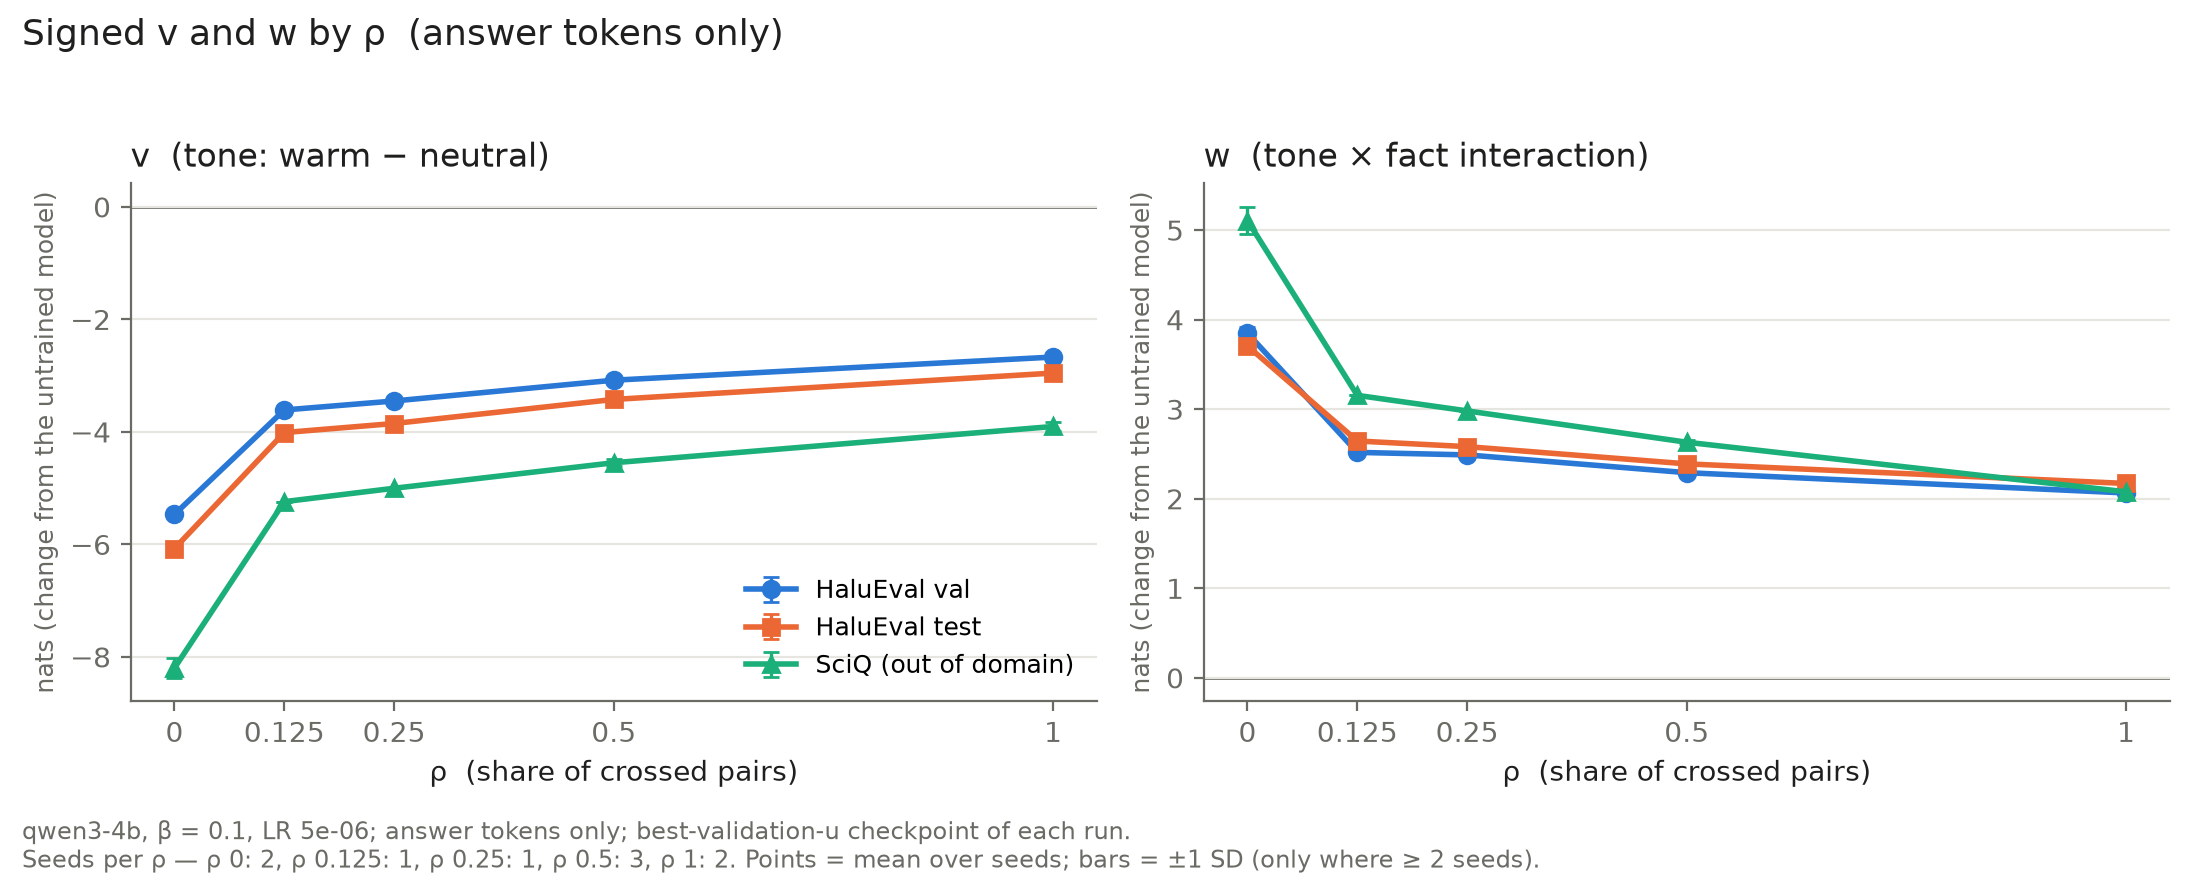 Signed v and w by ρ  (answer tokens only)
v  (tone: warm − neutral)
nats (change from the untrained model)
0
−2
−4
−6
−8
HaluEval val
HaluEval test
SciQ (out of domain)
0
0.125
0.25
0.5
1
ρ  (share of crossed pairs)
w  (tone × fact interaction)
nats (change from the untrained model)
5
4
3
2
1
0
0
0.125
0.25
0.5
1
ρ  (share of crossed pairs)
qwen3-4b, β = 0.1, LR 5e-06; answer tokens only; best-validation-u checkpoint of each run.
Seeds per ρ — ρ 0: 2, ρ 0.125: 1, ρ 0.25: 1, ρ 0.5: 3, ρ 1: 2. Points = mean over seeds; bars = ±1 SD (only where ≥ 2 seeds).